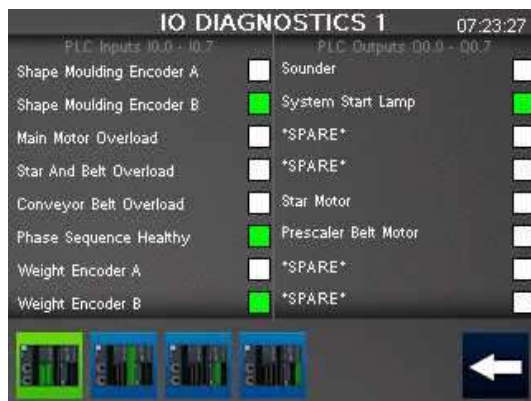 IO DIAGNOSTICS 1
07:23:27
PLC Inputs I0.0 - I0.7
PLC Outputs Q0.0 - Q0.7
Shape Moulding Encoder A
Sounder
Shape Moulding Encoder B
System Start Lamp
Main Motor Overload
*SPARE*
Star And Belt Overload
*SPARE*
Conveyor Belt Overload
Star Motor
Phase Sequence Healthy
Prescaler Belt Motor
Weight Encoder A
*SPARE*
Weight Encoder B
*SPARE*